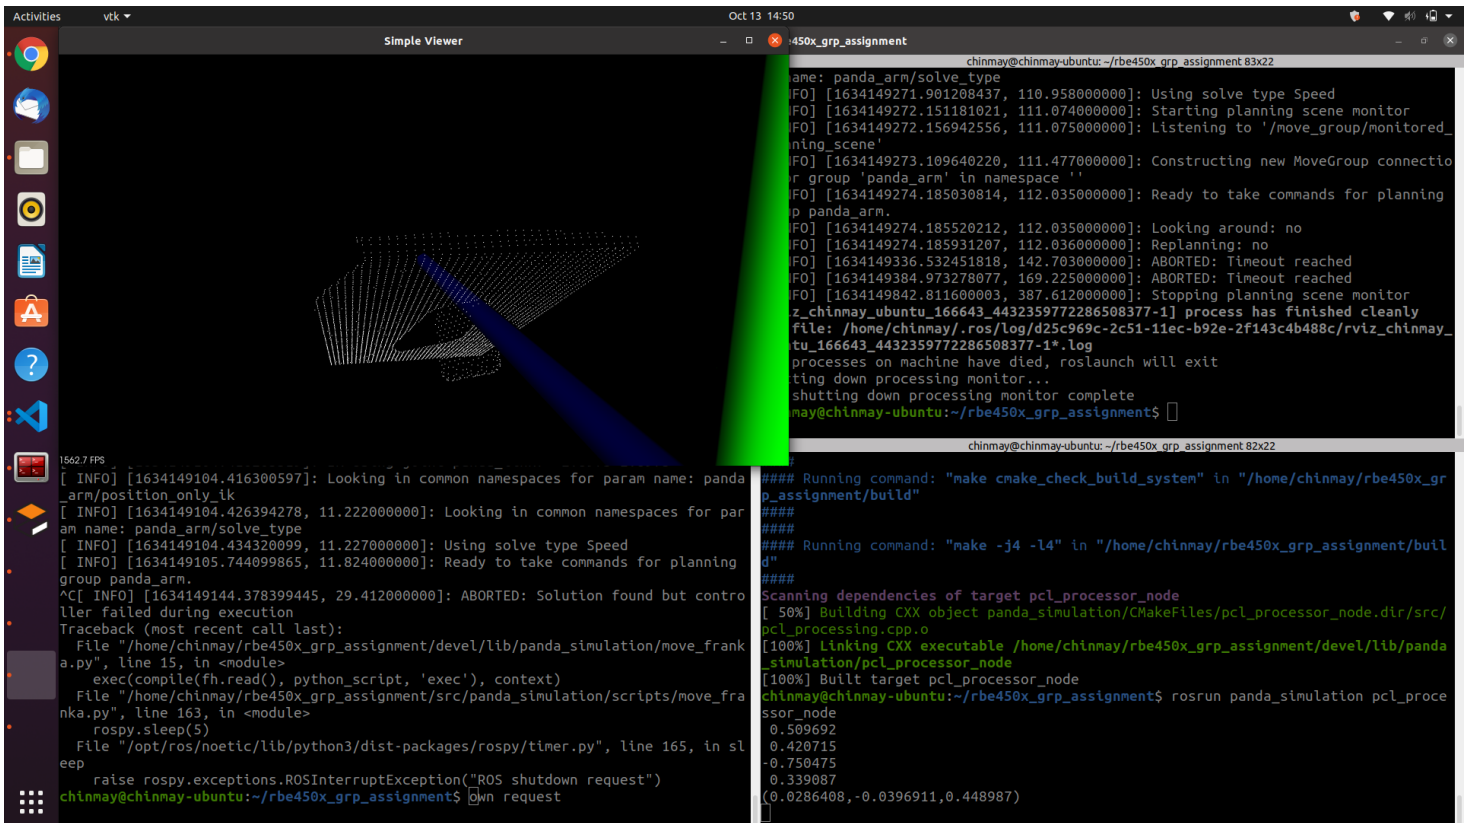 Activities
vtk
Oct 13 14:50
Simple Viewer
1562.7 FPS
450x_grp_assignment
chinmay@chinmay-ubuntu: ~/rbe450x_grp_assignment 83x22
name: panda_arm/solve_type
FO] [1634149271.901208437, 110.958000000]: Using solve type Speed
FO] [1634149272.151181021, 111.074000000]: Starting planning scene monitor
FO] [1634149272.156942556, 111.075000000]: Listening to '/move_group/monitored_
ning_scene'
FO] [1634149273.109640220, 111.477000000]: Constructing new MoveGroup connectio
r group 'panda_arm' in namespace ''
FO] [1634149274.185030814, 112.035000000]: Ready to take commands for planning
p panda_arm.
FO] [1634149274.185520212, 112.035000000]: Looking around: no
FO] [1634149274.185931207, 112.036000000]: Replanning: no
FO] [1634149336.532451818, 142.703000000]: ABORTED: Timeout reached
FO] [1634149384.973278077, 169.225000000]: ABORTED: Timeout reached
FO] [1634149842.811600003, 387.612000000]: Stopping planning scene monitor
z_chinmay_ubuntu_166643_4432359772286508377-1] process has finished cleanly
file: /home/chinmay/.ros/log/d25c969c-2c51-11ec-b92e-2f143c4b488c/rviz_chinmay_
tu_166643_4432359772286508377-1*.log
processes on machine have died, roslaunch will exit
ting down processing monitor...
shutting down processing monitor complete
may@chinmay-ubuntu:~/rbe450x_grp_assignment$
[ INFO] [1634149104.416300597]: Looking in common namespaces for param name: panda
_arm/position_only_ik
[ INFO] [1634149104.426394278, 11.222000000]: Looking in common namespaces for par
am name: panda_arm/solve_type
[ INFO] [1634149104.434320099, 11.227000000]: Using solve type Speed
[ INFO] [1634149105.744099865, 11.824000000]: Ready to take commands for planning
group panda_arm.
^C[ INFO] [1634149144.378399445, 29.412000000]: ABORTED: Solution found but contro
ller failed during execution
Traceback (most recent call last):
File "/home/chinmay/rbe450x_grp_assignment/devel/lib/panda_simulation/move_frank
a.py", line 15, in <module>
exec(compile(fh.read(), python_script, 'exec'), context)
File "/home/chinmay/rbe450x_grp_assignment/src/panda_simulation/scripts/move_fra
nka.py", line 163, in <module>
rospy.sleep(5)
File "/opt/ros/noetic/lib/python3/dist-packages/rospy/timer.py", line 165, in sl
eep
raise rospy.exceptions.ROSInterruptException("ROS shutdown request")
chinmay@chinmay-ubuntu:~/rbe450x_grp_assignment$ own request
chinmay@chinmay-ubuntu: ~/rbe450x_grp_assignment 82x22
#### Running command: "make cmake_check_build_system" in "/home/chinmay/rbe450x_gr
p_assignment/build"
####
####
#### Running command: "make -j4 -l4" in "/home/chinmay/rbe450x_grp_assignment/buil
d"
####
Scanning dependencies of target pcl_processor_node
[ 50%] Building CXX object panda_simulation/CMakeFiles/pcl_processor_node.dir/src/
pcl_processing.cpp.o
[100%] Linking CXX executable /home/chinmay/rbe450x_grp_assignment/devel/lib/panda
_simulation/pcl_processor_node
[100%] Built target pcl_processor_node
chinmay@chinmay-ubuntu:~/rbe450x_grp_assignment$ rosrun panda_simulation pcl_proce
ssor_node
0.509692
0.420715
-0.750475
0.339087
(0.0286408,-0.0396911,0.448987)